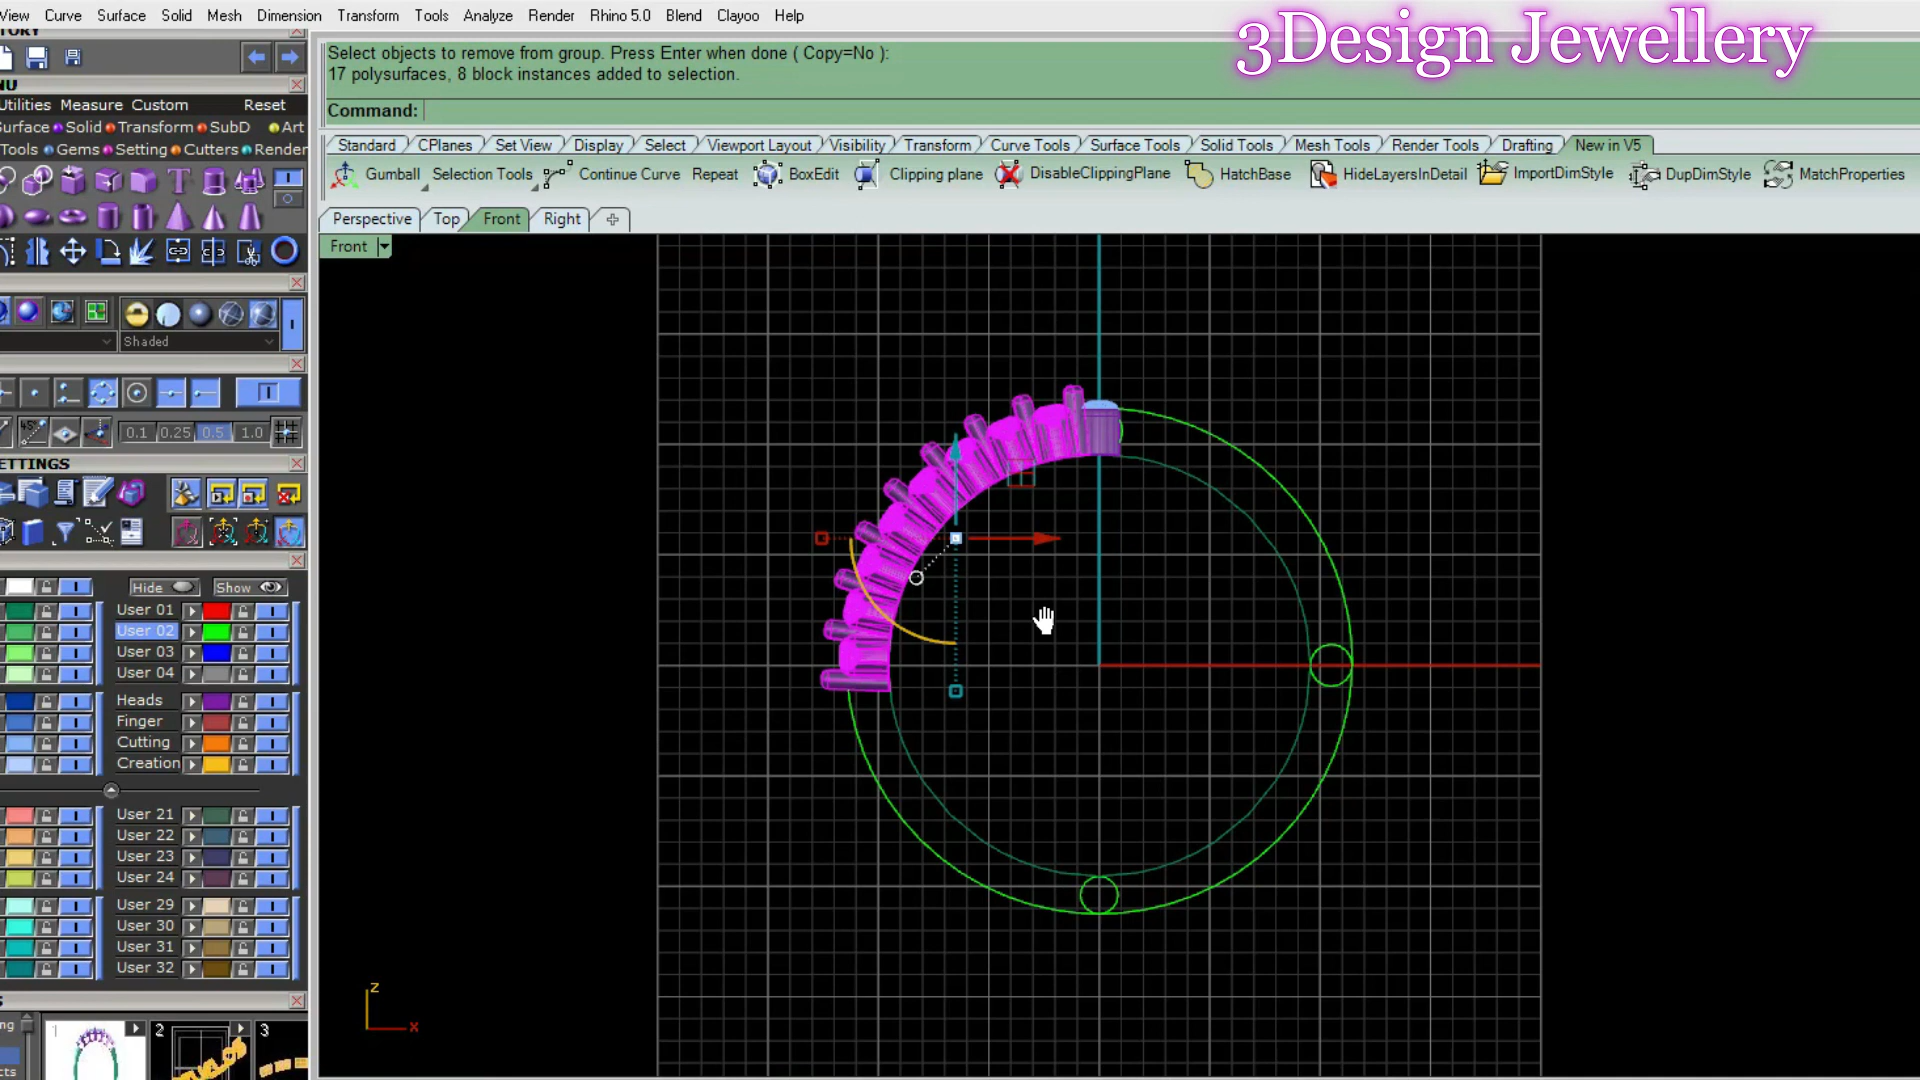 View Curve Surface Solid Mesh Dimension Transform Tools Analyze Render Rhino 5.0 Blend Clayoo Help
3Design Jewellery
TORY
Select objects to remove from group. Press Enter when done ( Copy=No ):
17 polysurfaces, 8 block instances added to selection.
NU
Utilities Measure Custom Reset
Command:
urface Solid Transform SubD Art
Tools Gems Setting Cutters Render
Standard CPlanes Set View Display Select Viewport Layout Visibility Transform Curve Tools Surface Tools Solid Tools Mesh Tools Render Tools Drafting New in V5
Gumball Selection Tools Continue Curve Repeat BoxEdit Clipping plane DisableClippingPlane HatchBase HideLayersInDetail ImportDimStyle DupDimStyle MatchProperties
Perspective Top Front Right
Front
Shaded
45°
0.1 0.25 0.5 1.0
ETTINGS
Hide Show
User 01
User 02
User 03
User 04
Heads
Finger
Cutting
Creation
User 21
User 22
User 23
User 24
User 29
User 30
User 31
User 32
z
x
s
ng
1 2 3
cts